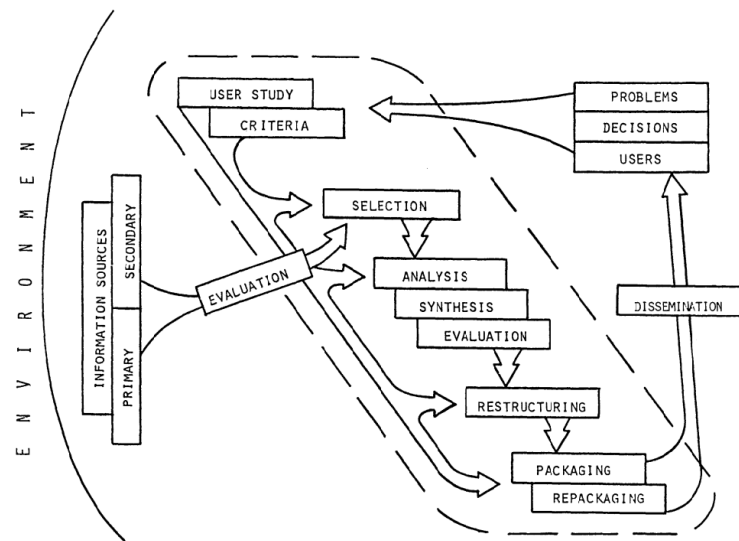 ENVIRONMENT
INFORMATION SOURCES
SECONDARY
PRIMARY
EVALUATION
USER STUDY
CRITERIA
SELECTION
ANALYSIS
SYNTHESIS
EVALUATION
RESTRUCTURING
PACKAGING
REPACKAGING
DISSEMINATION
PROBLEMS
DECISIONS
USERS